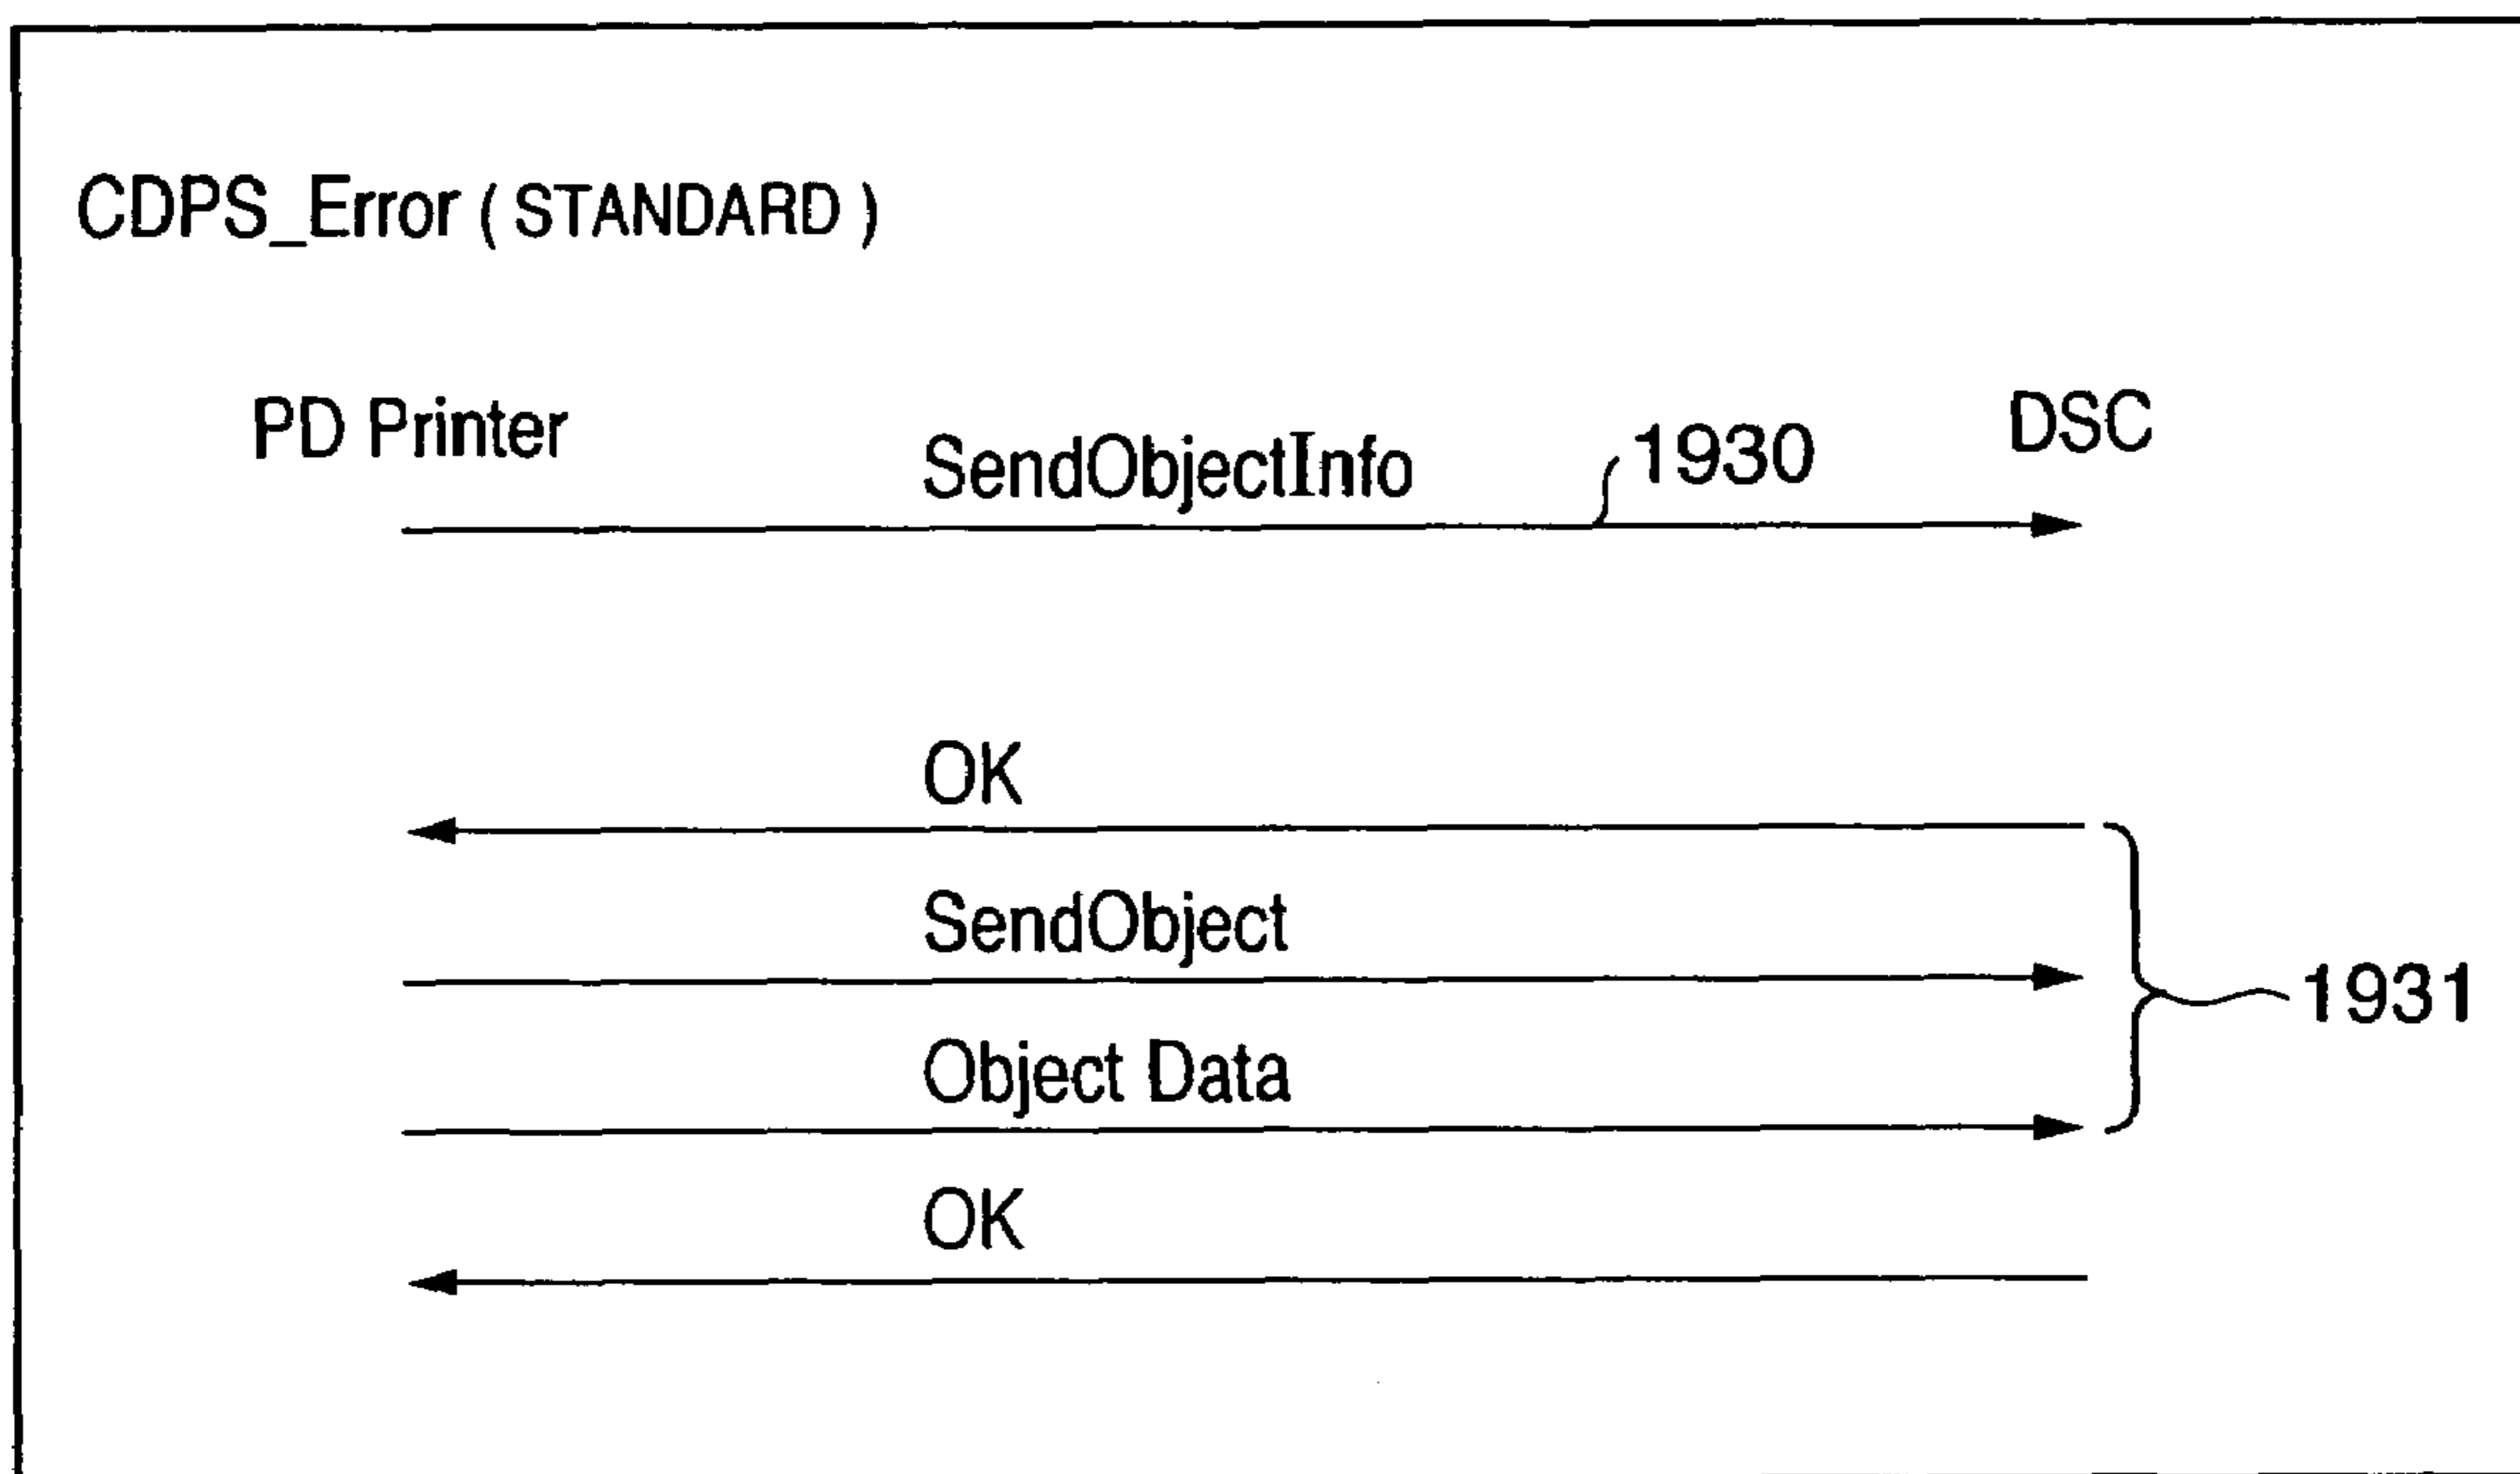 CDPS_Error ( STANDARD )
PD Printer
DSC
SendObjectInfo
1930
OK
SendObject
1931
Object Data
OK